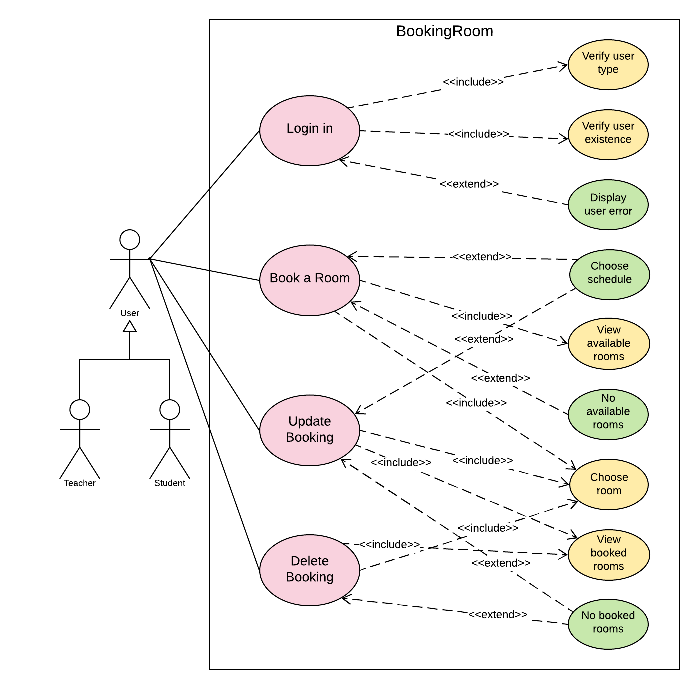 BookingRoom
Verify user
type
<<include>>
Login in
Verify user
existence
<<include>>
<<extend>>
Display
user error
<<extend>>
Choose
schedule
Book a Room
User
<<include>>
<<extend>>
View
available
rooms
<<extend>>
<<include>>
No
available
rooms
Update
Booking
<<include>>
<<include>>
Choose
room
Teacher
Student
<<include>>
<<include>>
View
booked
rooms
Delete
Booking
<<extend>>
<<extend>>
No booked
rooms